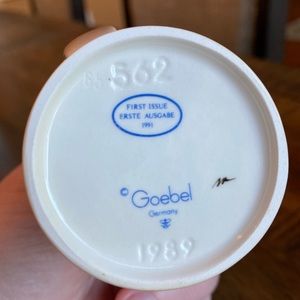 562
FIRST ISSUE
ERSTE AUSGABE
1991
© Goebel
Germany
1989